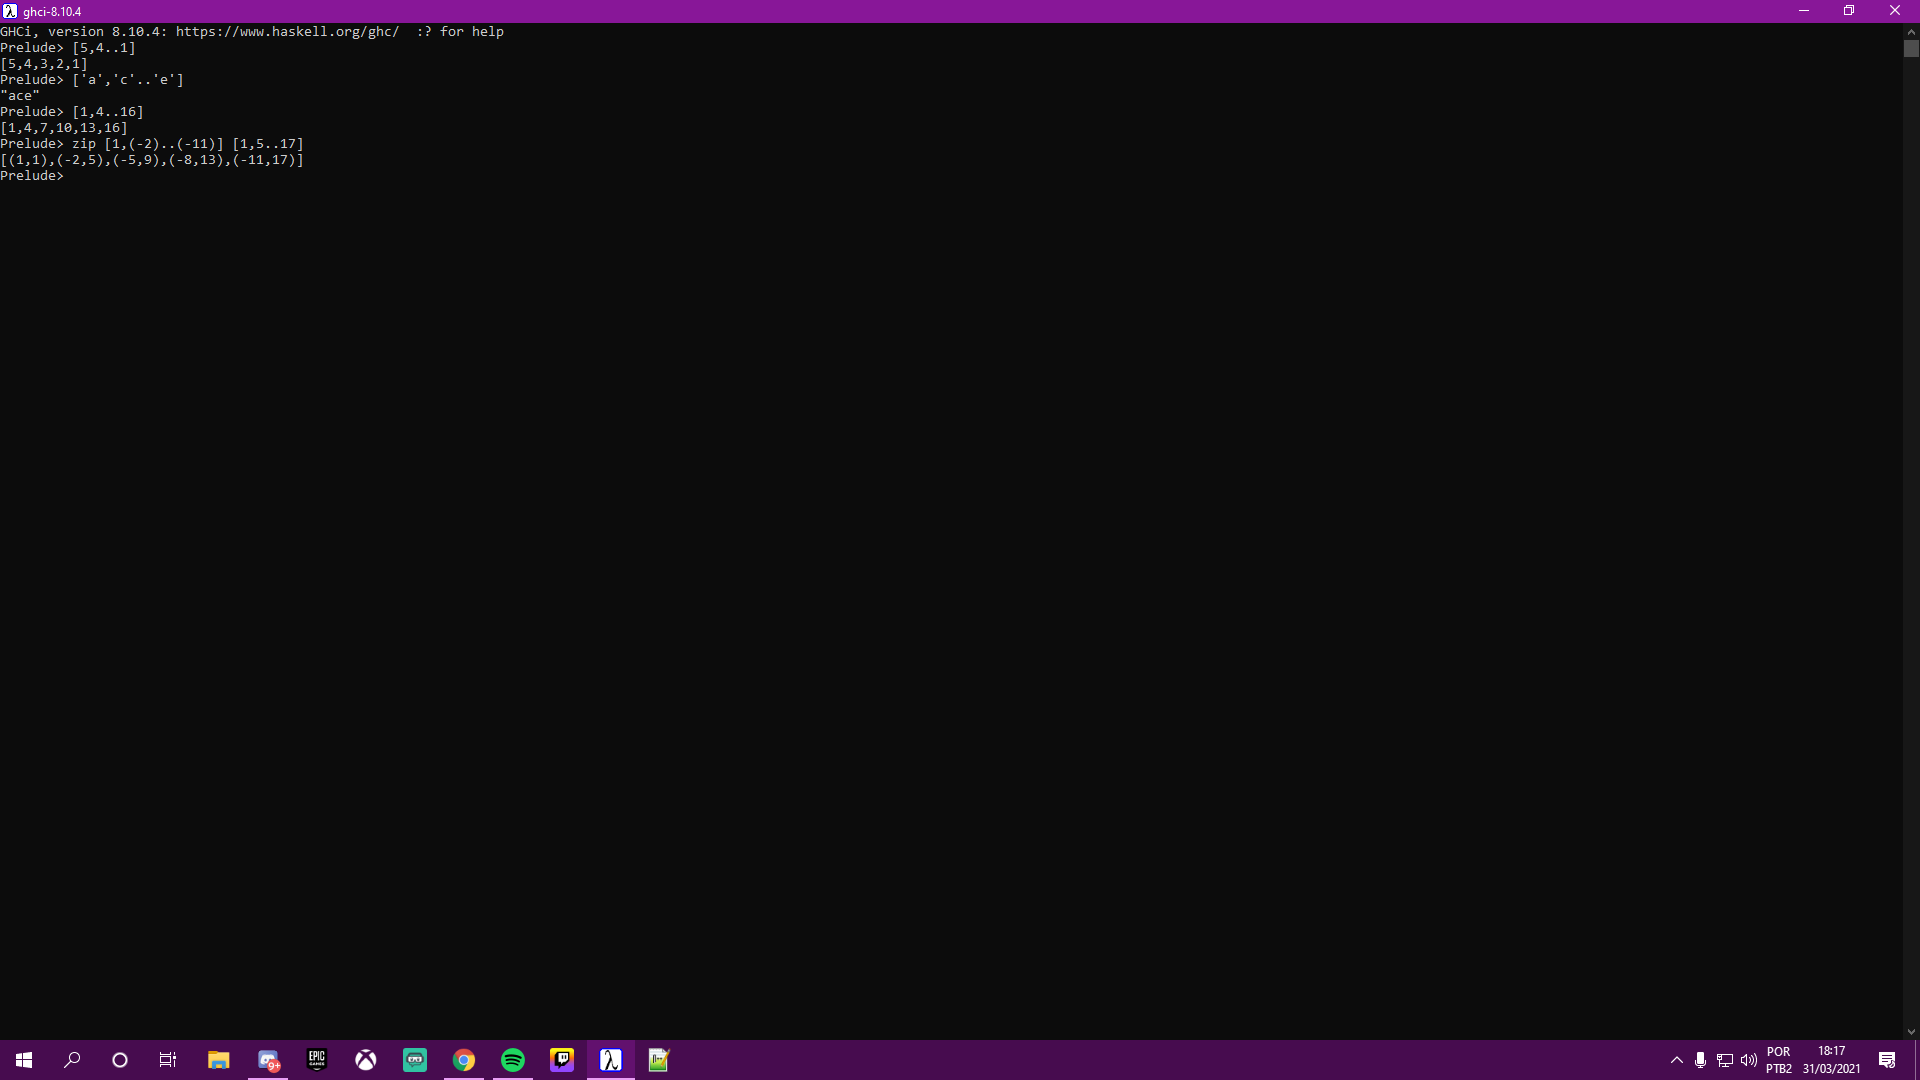 ghci-8.10.4
GHCi, version 8.10.4: https://www.haskell.org/ghc/  :? for help
Prelude> [5,4..1]
[5,4,3,2,1]
Prelude> ['a','c'..'e']
"ace"
Prelude> [1,4..16]
[1,4,7,10,13,16]
Prelude> zip [1,(-2)..(-11)] [1,5..17]
[(1,1),(-2,5),(-5,9),(-8,13),(-11,17)]
Prelude>
9+
EPIC
GAMES
POR
PTB2
18:17
31/03/2021